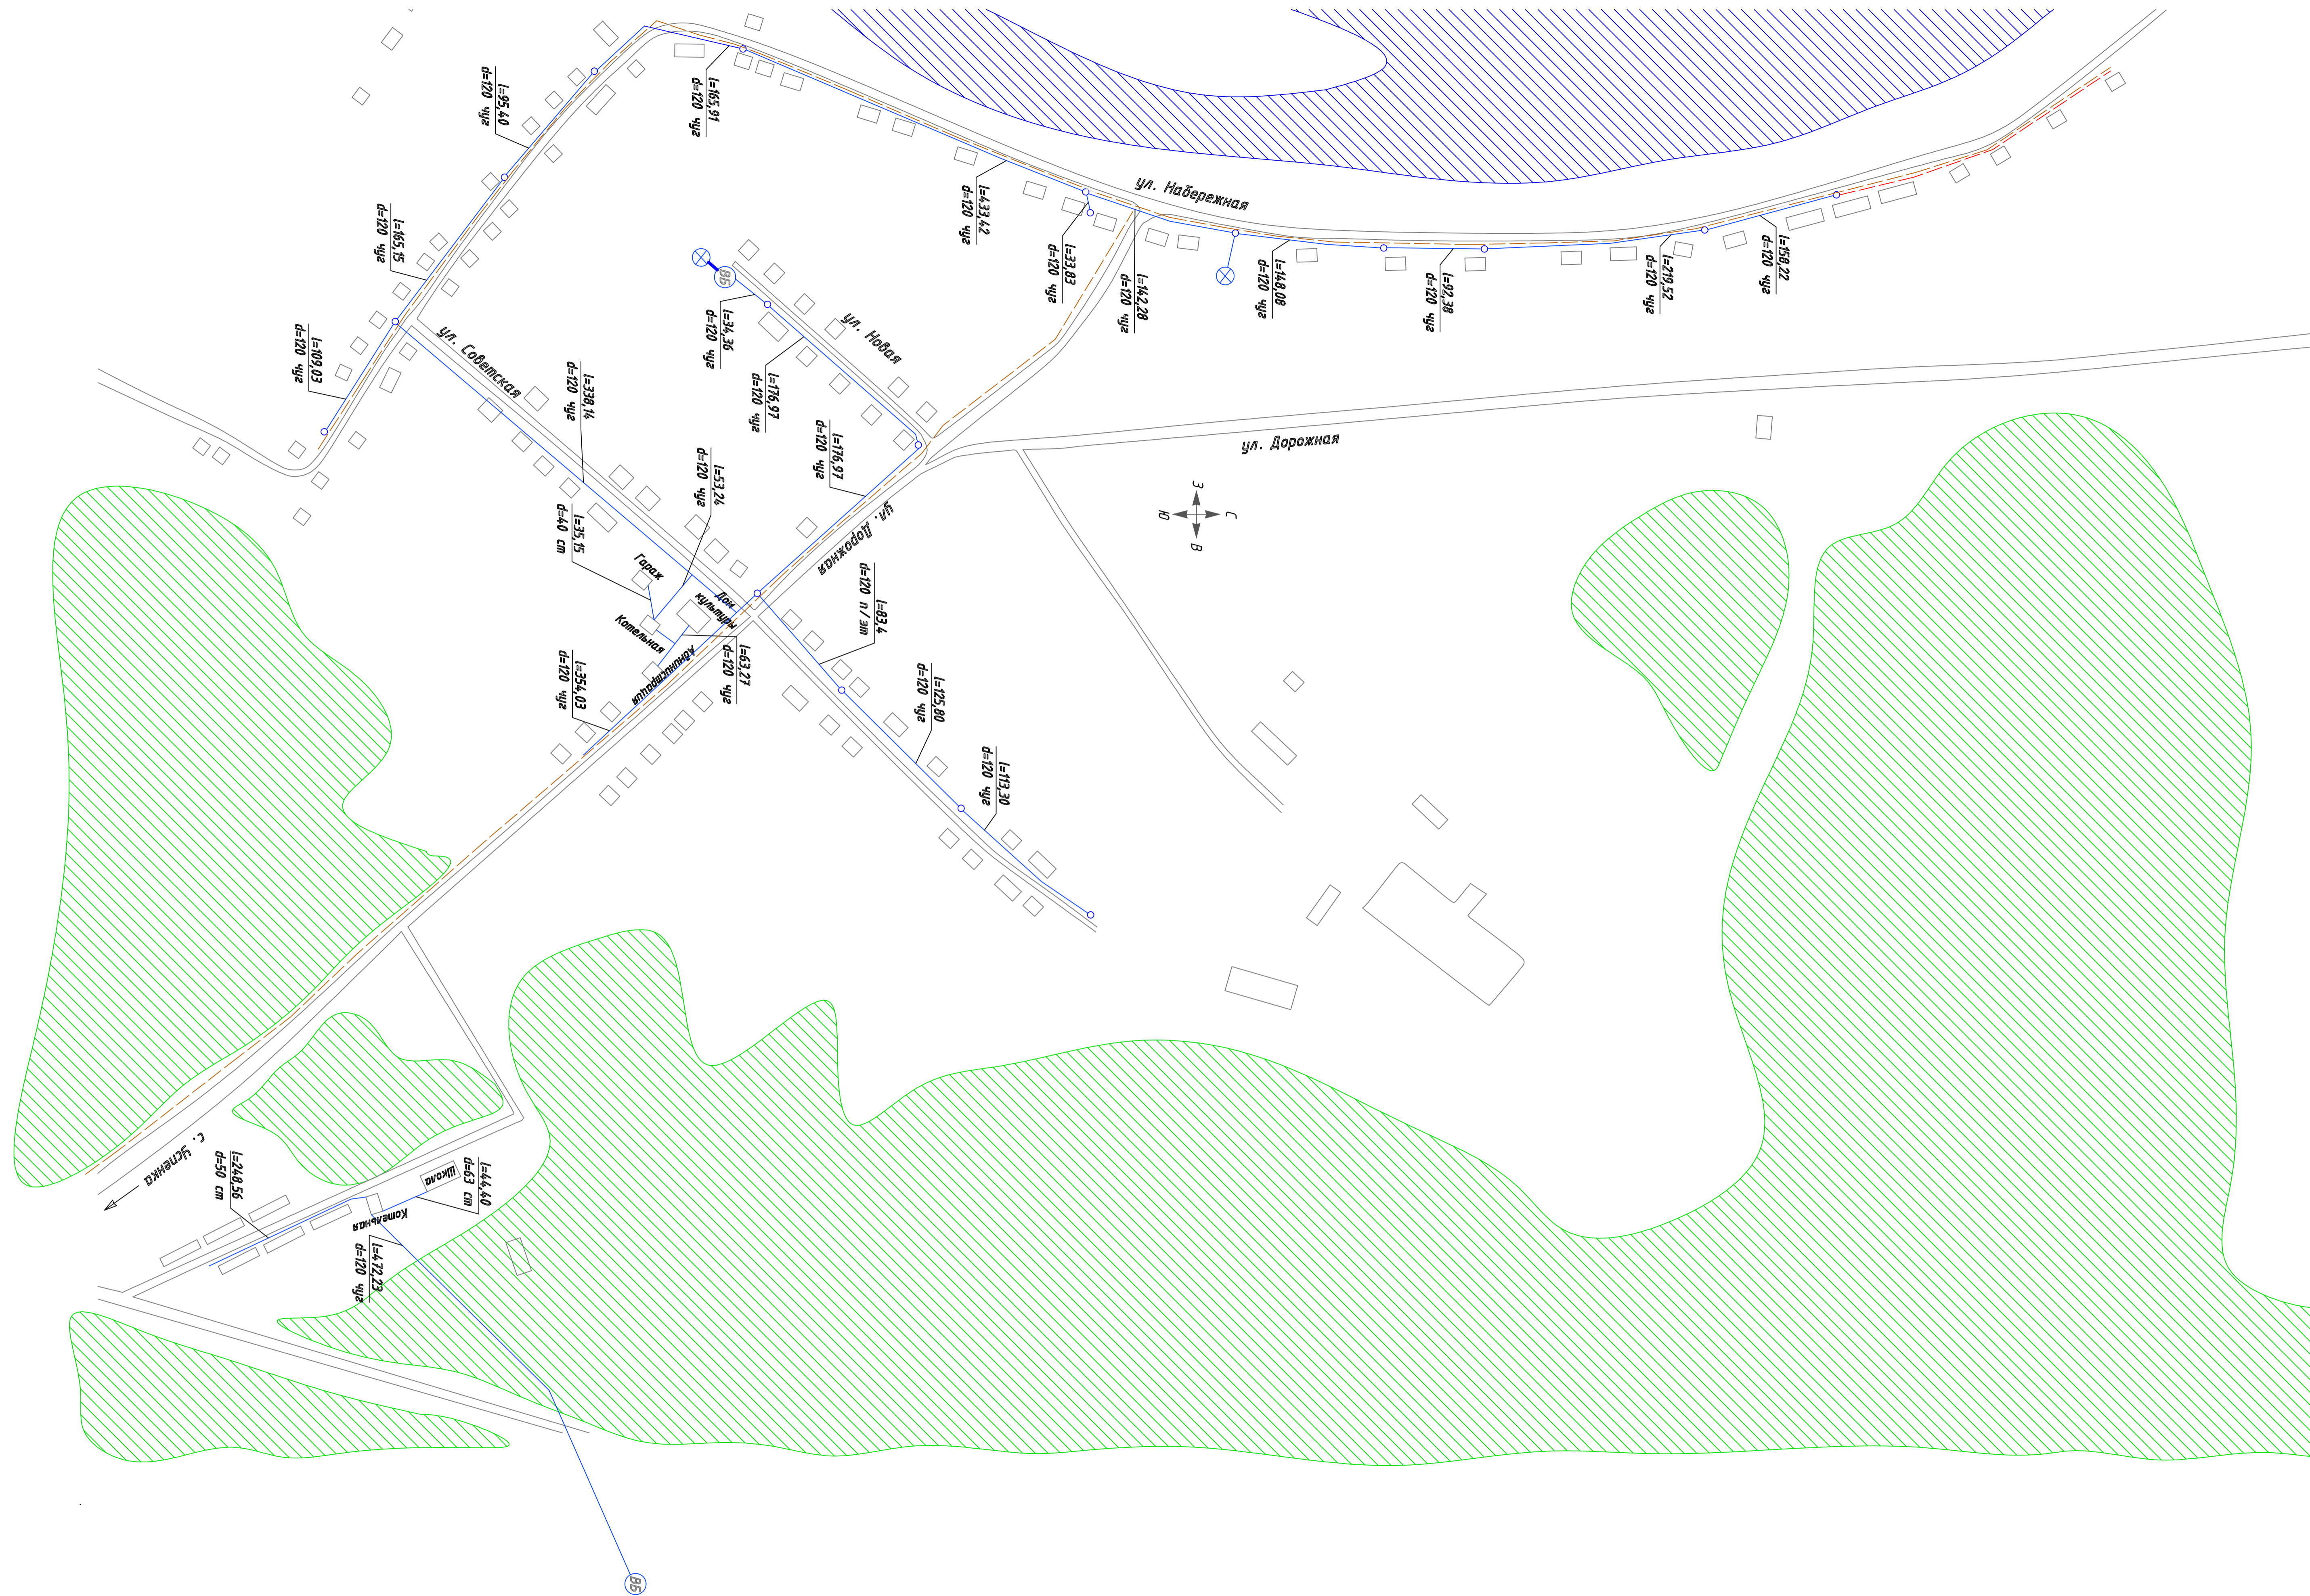 l=95,40
d=120 чуг
l=165,91
d=120 чуг
l=433,42
d=120 чуг
ул. Набережная
l=165,15
d=120 чуг
l=33,83
d=120 чуг
l=142,28
d=120 чуг
l=148,08
d=120 чуг
l=92,38
d=120 чуг
l=219,52
d=120 чуг
l=158,22
d=120 чуг
ВБ
l=34,36
d=120 чуг
ул. Новая
l=109,03
d=120 чуг
ул. Советская
l=338,14
d=120 чуг
l=176,97
d=120 чуг
l=176,97
d=120 чуг
ул. Дорожная
l=53,24
d=120 чуг
l=35,15
d=40 ст
З
С
Ю
В
ул. Дорожная
Гараж
Дом
культуры
Котельная
l=83,4
d=120 п/эт
Администрация
l=63,27
d=120 чуг
l=354,03
d=120 чуг
l=125,80
d=120 чуг
l=113,30
d=120 чуг
с. Успенка
l=248,56
d=50 ст
Школа
l=44,40
d=63 ст
Котельная
l=472,23
d=120 чуг
ВБ